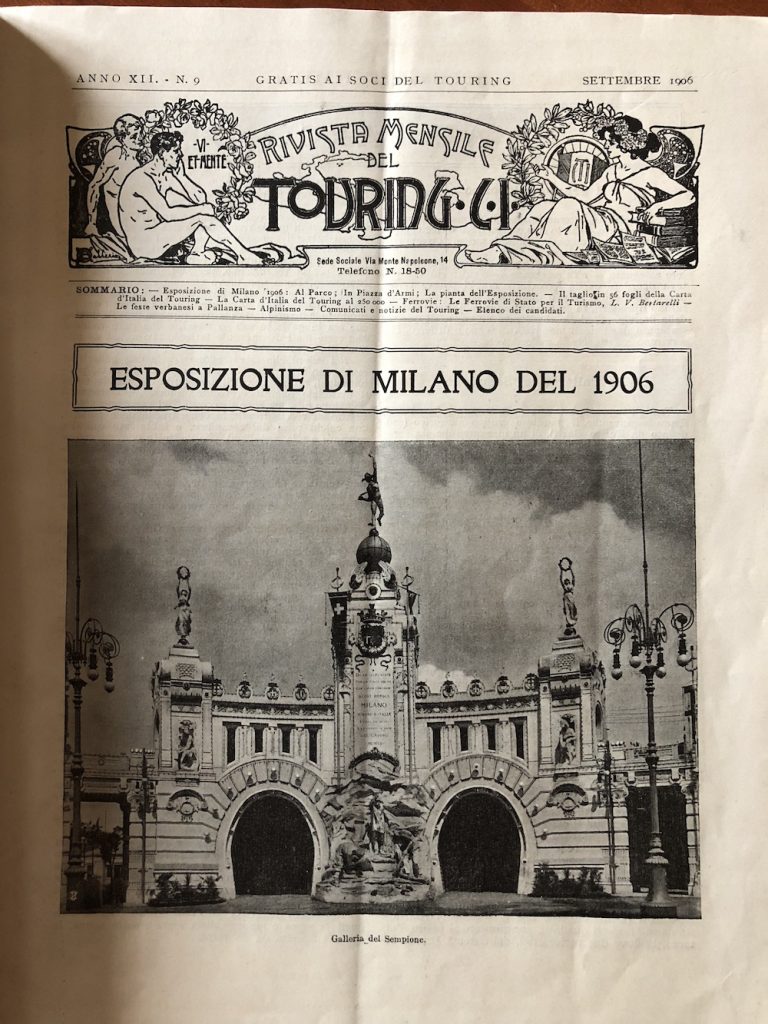 ANNO XII. - N. 9 GRATIS AI SOCI DEL TOURING SETTEMBRE 1906
-VI-
ET·MENTE
RIVISTA MENSILE
DEL
TOURING·C·I·
Sede Sociale Via Monte Napoleone, 14
Telefono N. 18-50
SOMMARIO: — Esposizione di Milano 1906: Al Parco; In Piazza d'Armi; La pianta dell'Esposizione. — Il taglio in 56 fogli della Carta
d'Italia del Touring — La Carta d'Italia del Touring al 250 000 — Ferrovie: Le Ferrovie di Stato per il Turismo, L. V. Bertarelli —
Le feste verbanesi a Pallanza — Alpinismo — Comunicati e notizie del Touring — Elenco dei candidati.
ESPOSIZIONE DI MILANO DEL 1906
MILANO
Galleria del Sempione.